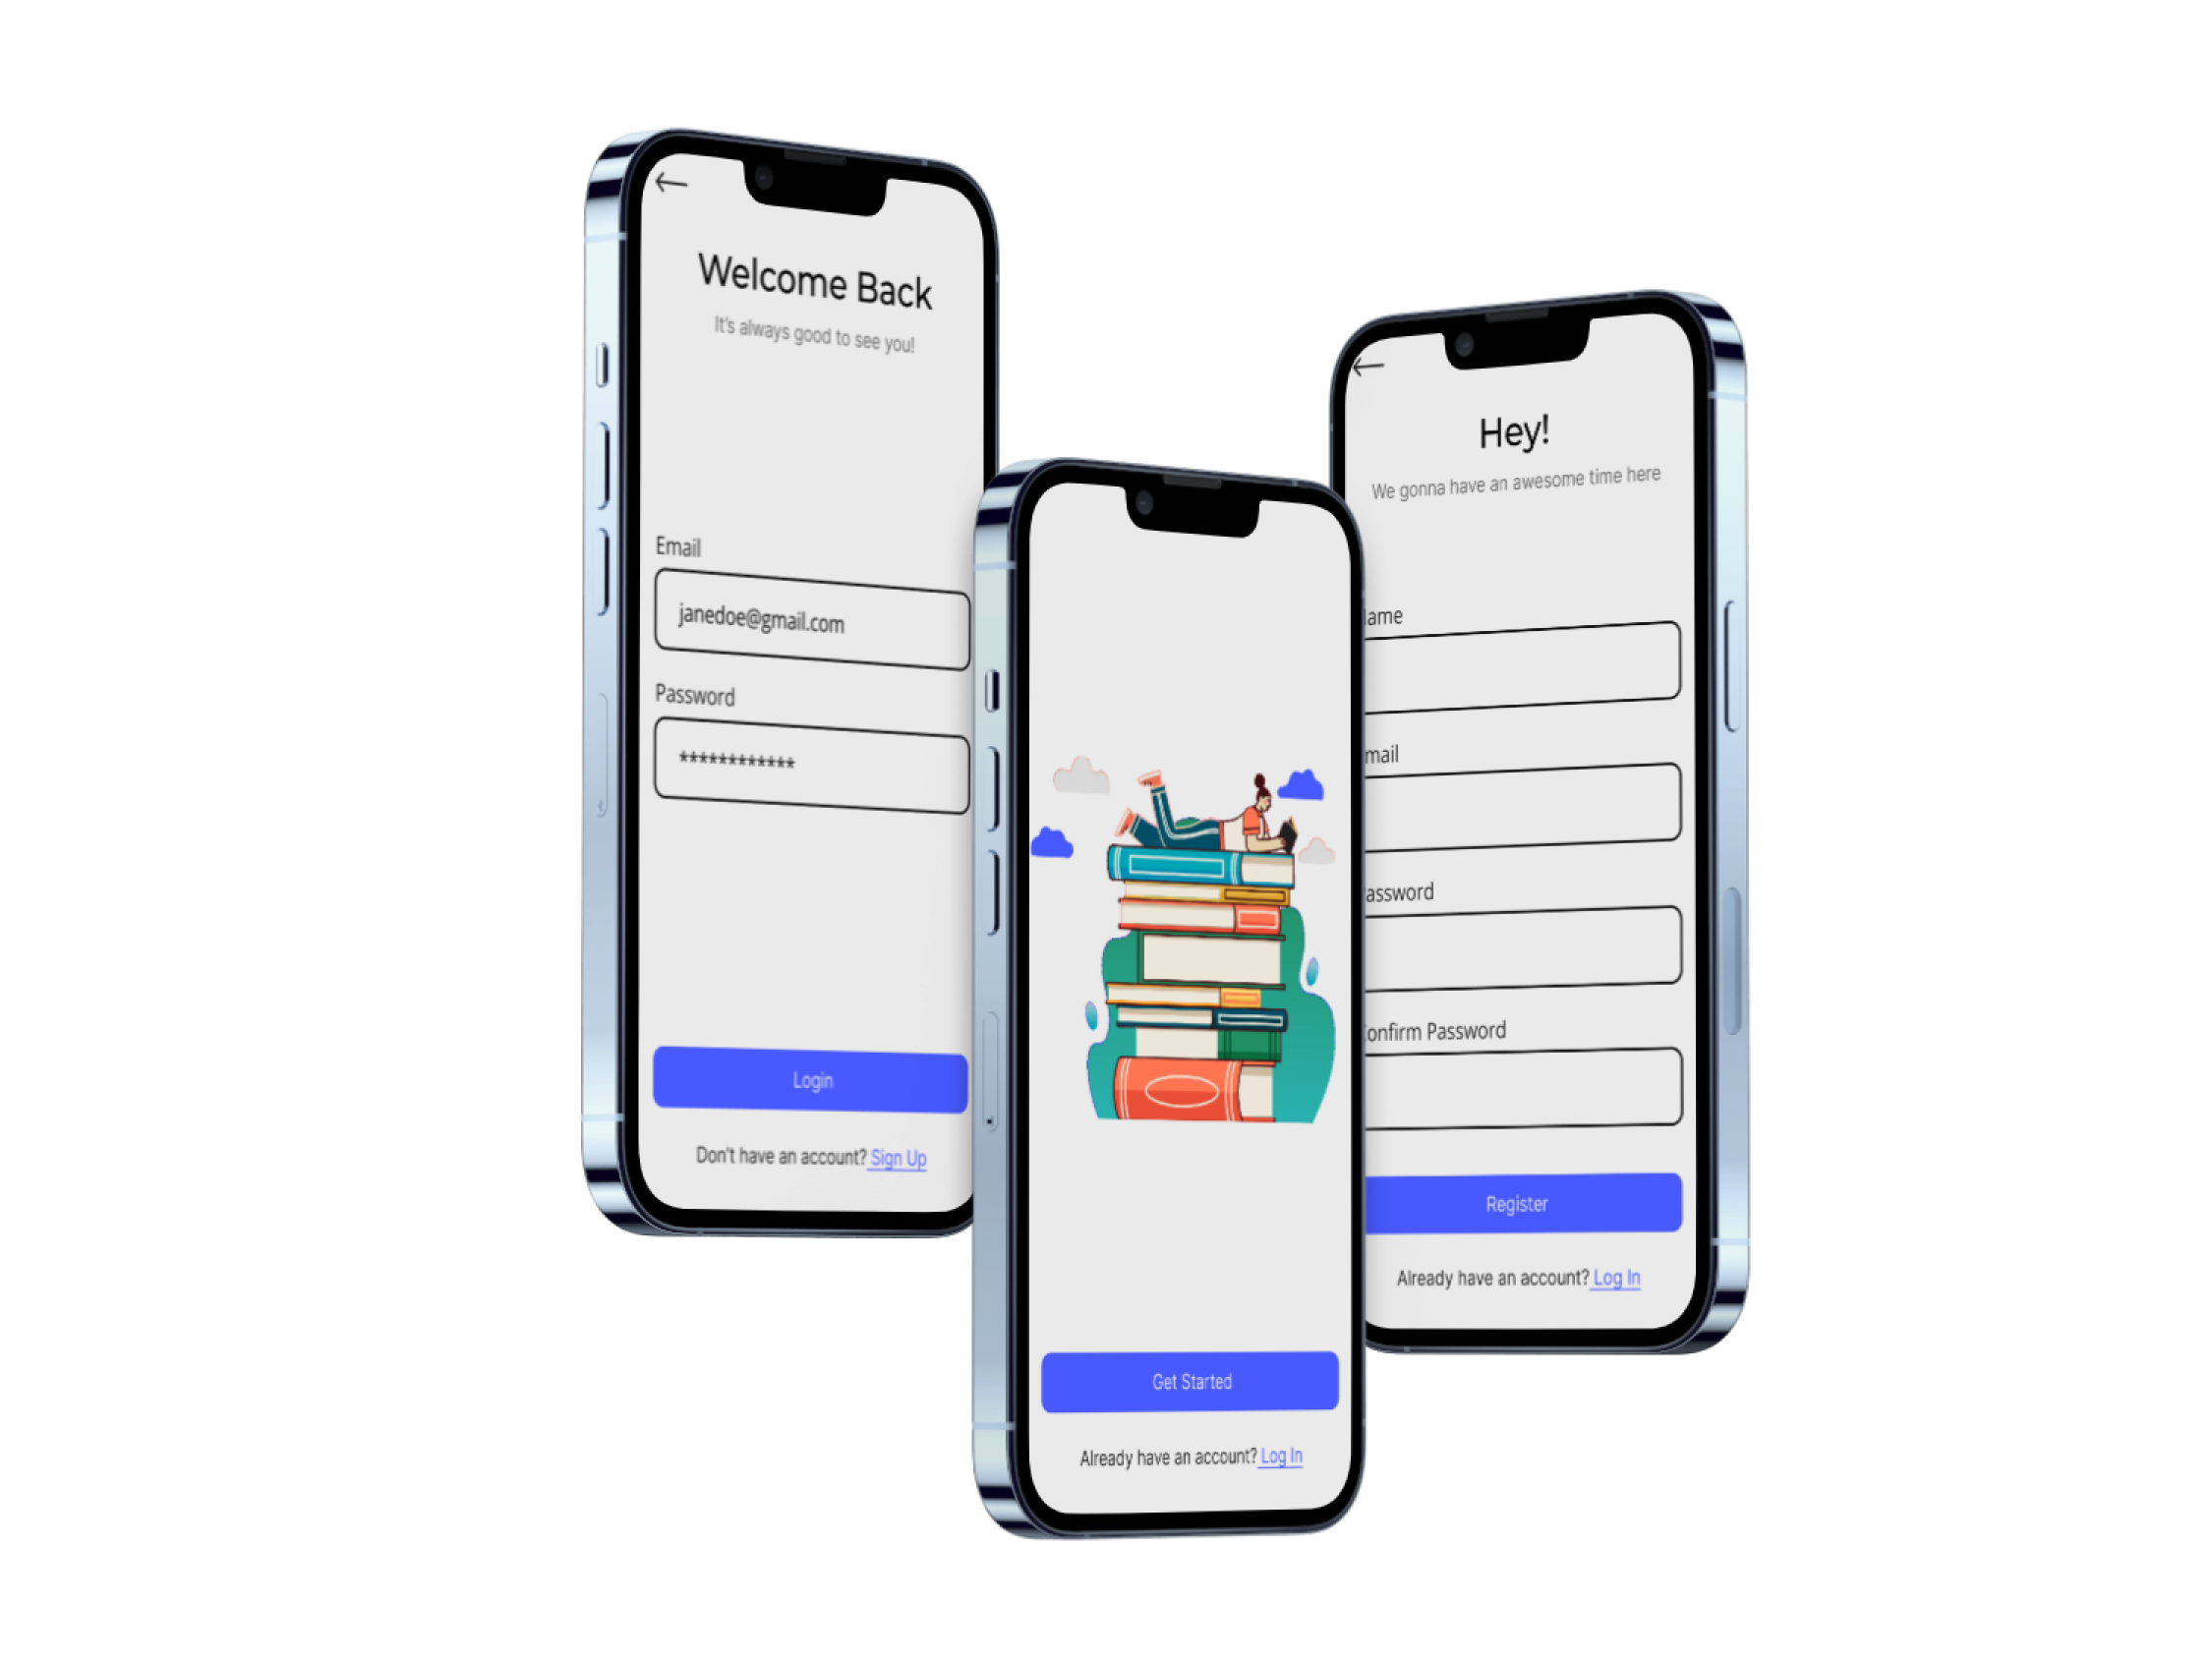 Welcome Back
It's always good to see you!
Email
janedoe@gmail.com
Password
************
Login
Don't have an account? Sign Up
Get Started
Already have an account? Log In
Hey!
We gonna have an awesome time here
ame
mail
assword
onfirm Password
Register
Already have an account? Log In